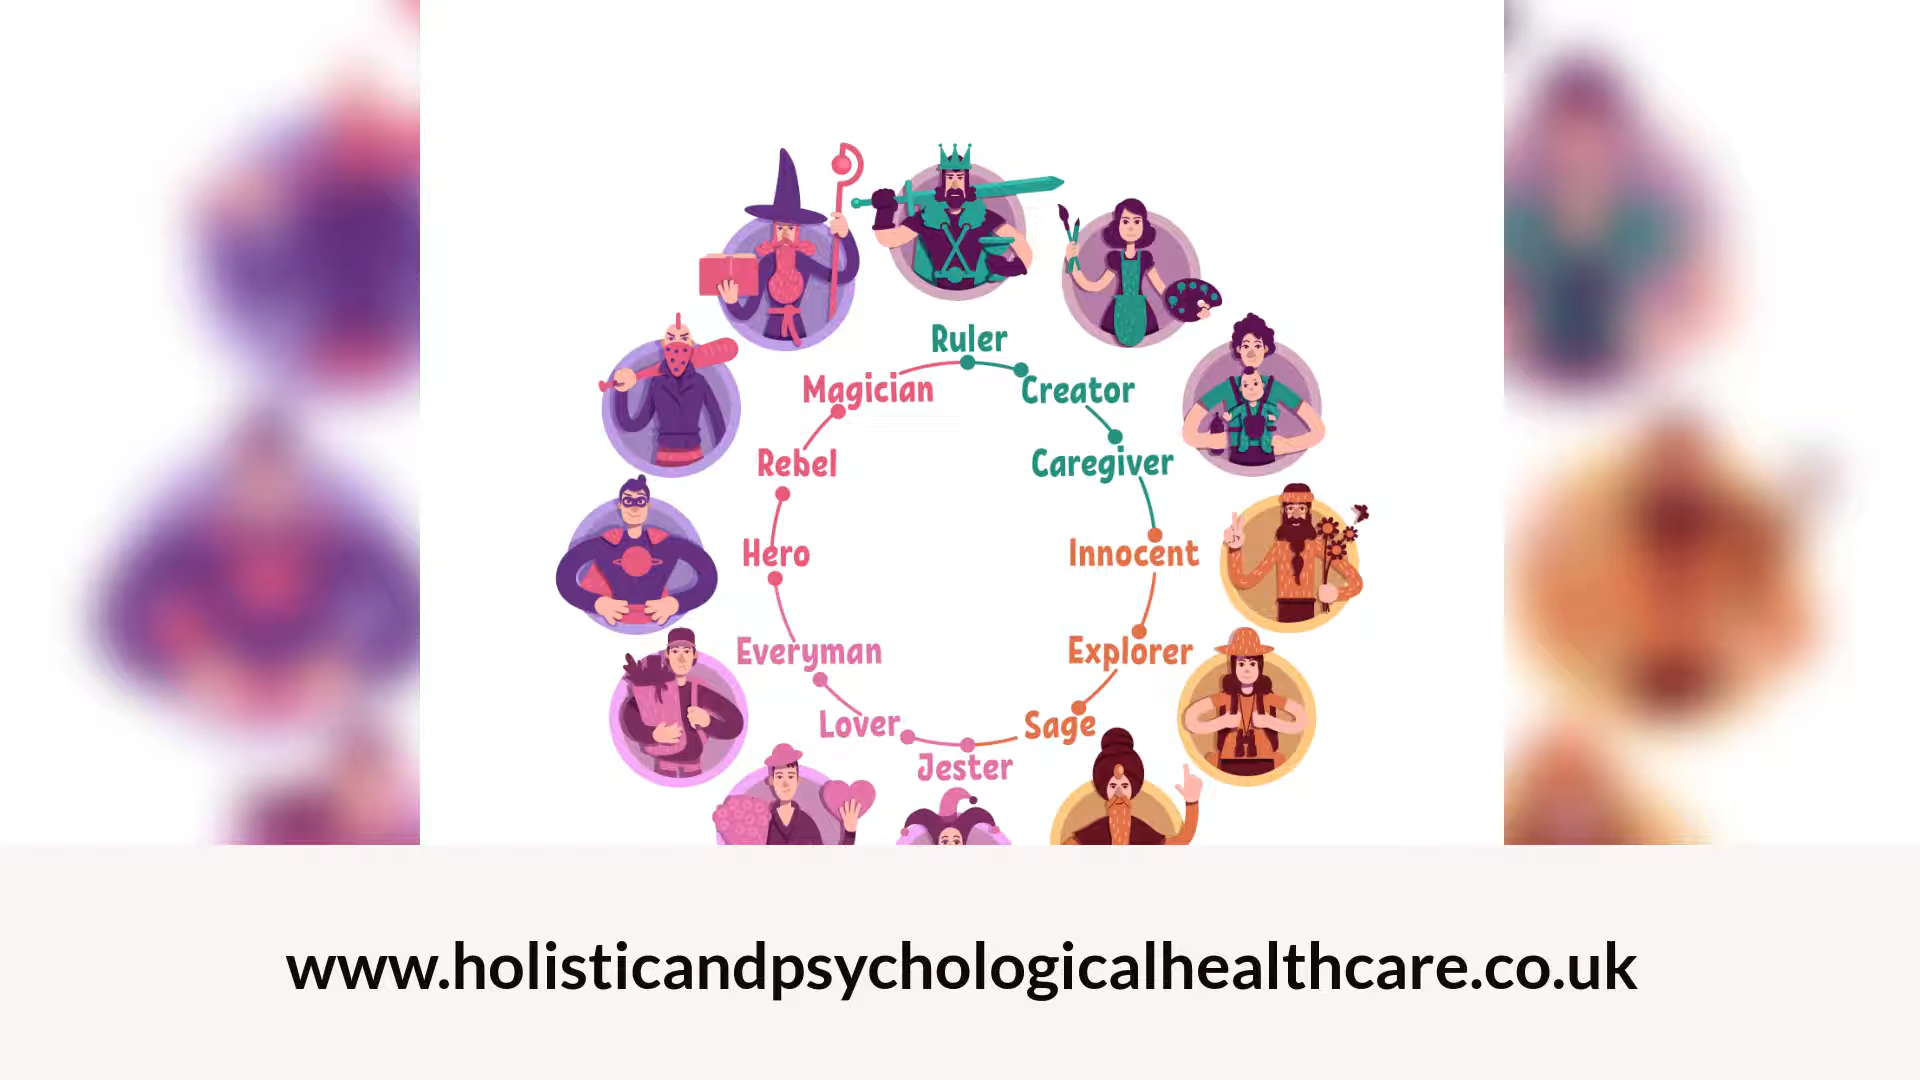 Ruler
Magician
Creator
Rebel
Caregiver
Hero
Innocent
Everyman
Explorer
Lover
Sage
Jester
www.holisticandpsychologicalhealthcare.co.uk